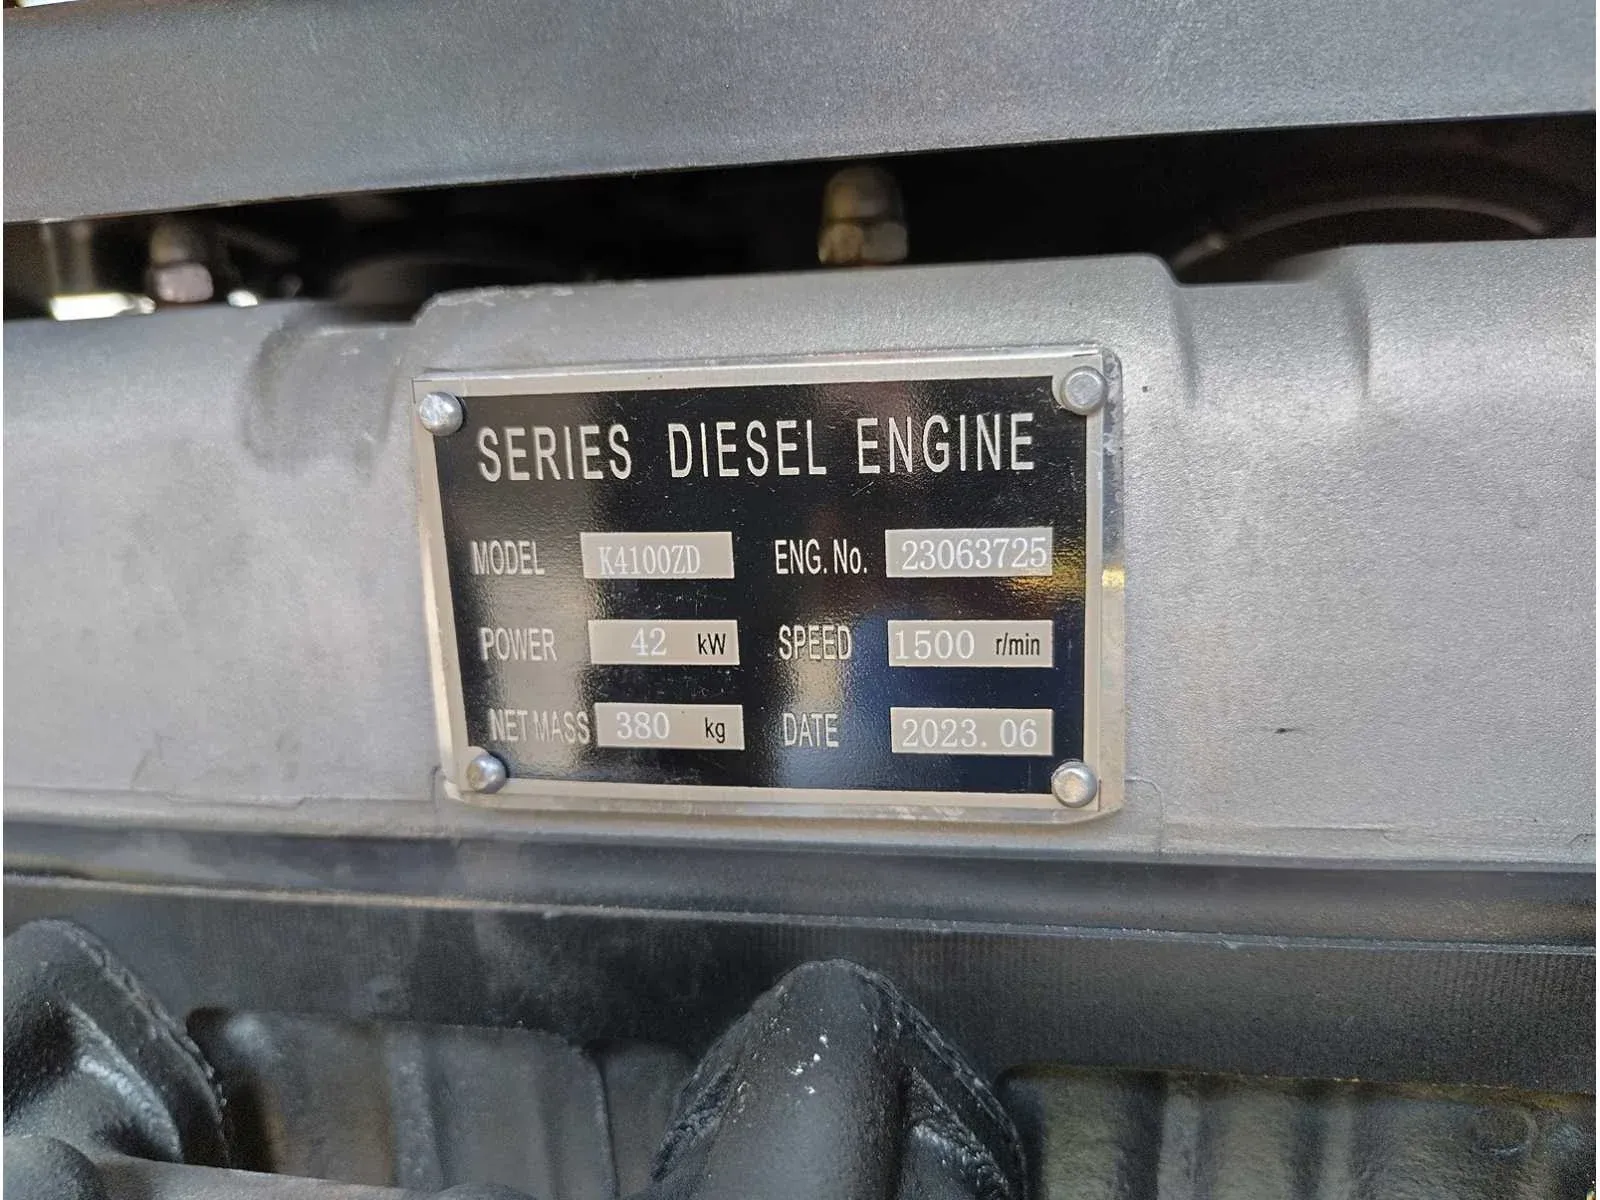 SERIES DIESEL ENGINE
MODEL K4100ZD ENG. No. 23063725
POWER 42 kW SPEED 1500 r/min
NET MASS 380 kg DATE 2023. 06